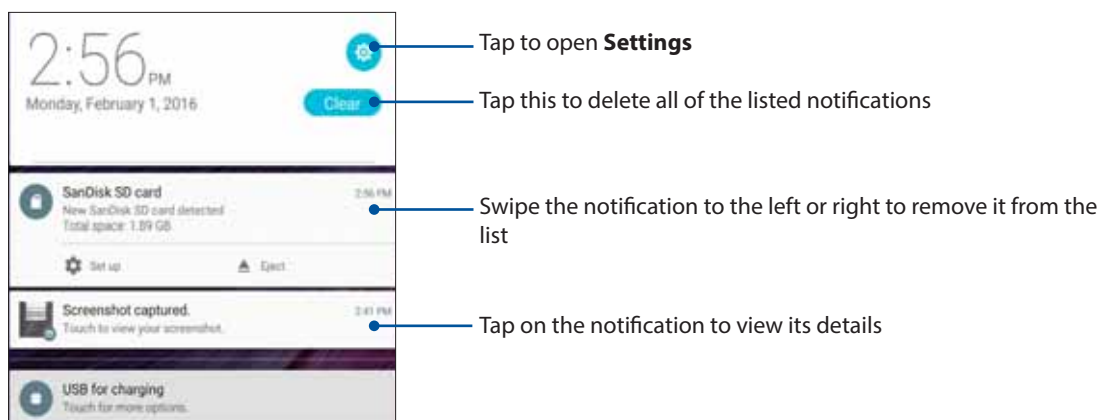 2:56 PM
Monday, February 1, 2016
Clear
SanDisk SD card
2:56 PM
New SanDisk SD card detected
Total space: 1.89 GB
Set up
Eject
Screenshot captured.
2:41 PM
Touch to view your screenshot.
USB for charging
Touch for more options.
Tap to open Settings
Tap this to delete all of the listed notifications
Swipe the notification to the left or right to remove it from the
list
Tap on the notification to view its details